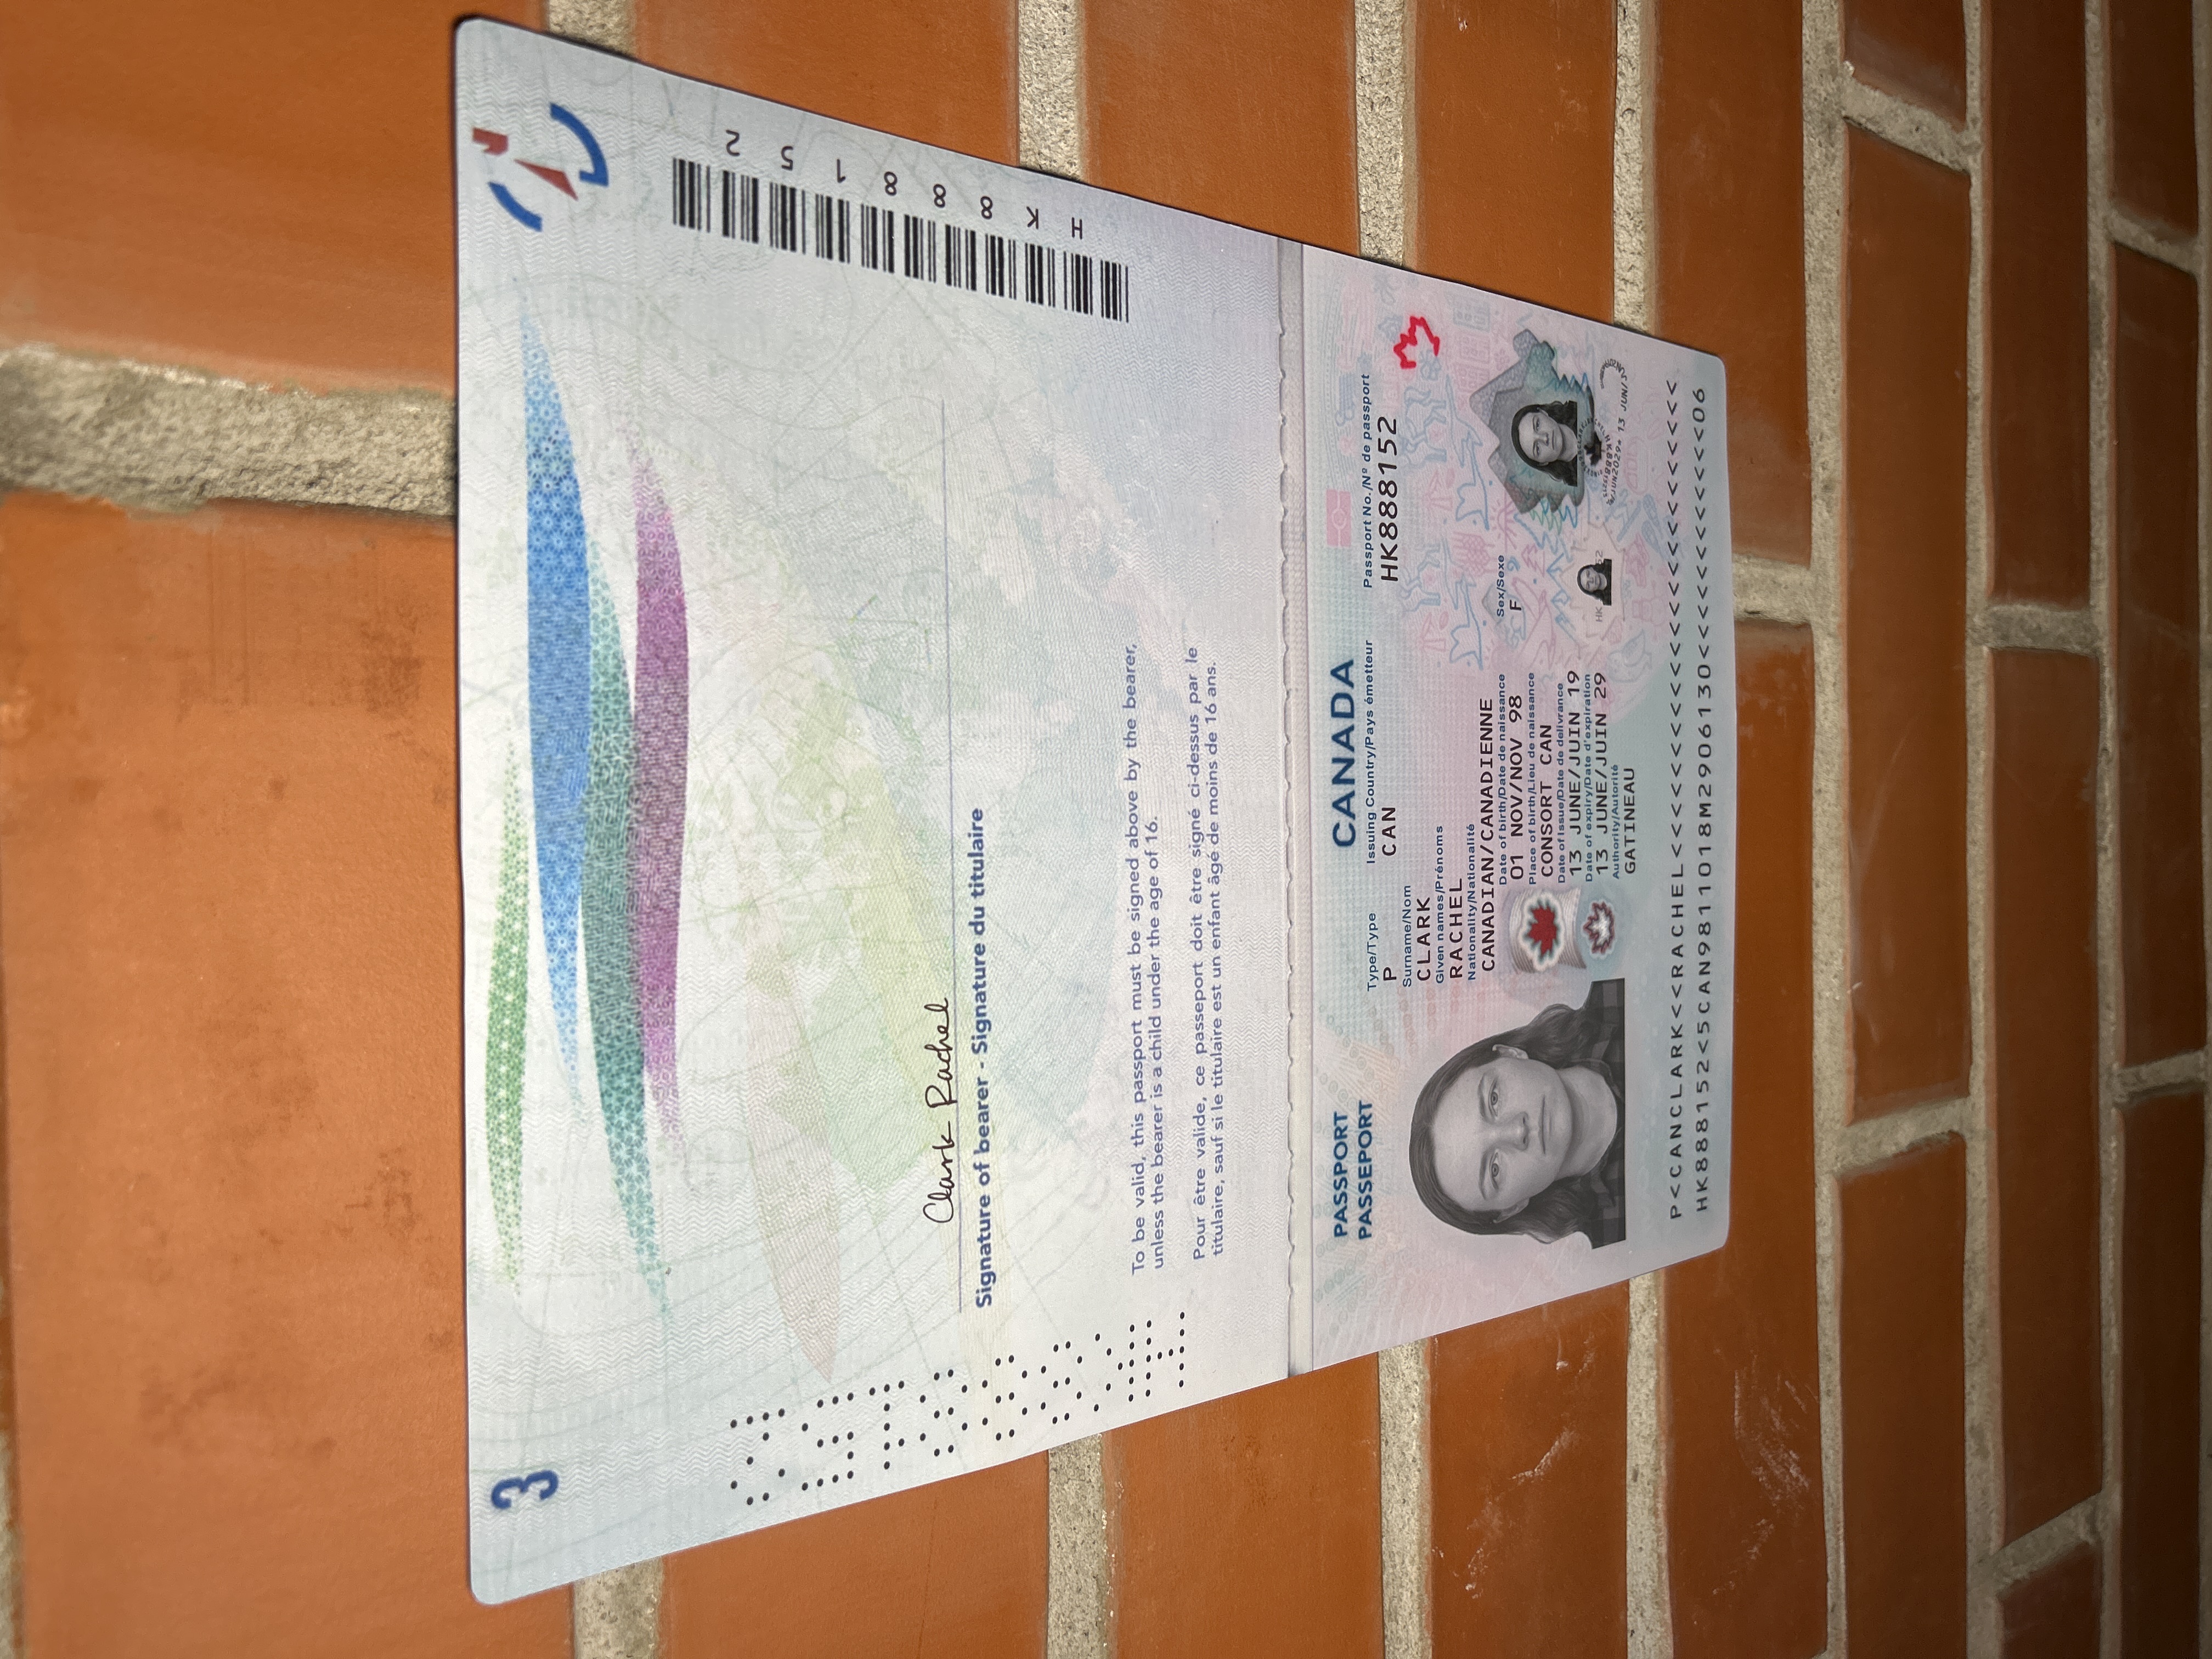 3
HK888152
Clark Rachel
Signature of bearer - Signature du titulaire
To be valid, this passport must be signed above by the bearer,
unless the bearer is a child under the age of 16.
Pour être valide, ce passeport doit être signé ci-dessus par le
titulaire, sauf si le titulaire est un enfant âgé de moins de 16 ans.
HK888152
PASSPORT
PASSEPORT
CANADA
Type/Type Issuing Country/Pays émetteur Passport No./Nº de passport
P CAN HK888152
Surname/Nom
CLARK
Given names/Prénoms
RACHEL
Nationality/Nationalité
CANADIAN/CANADIENNE
Date of birth/Date de naissance Sex/Sexe
01 NOV/NOV 98 F
Place of birth/Lieu de naissance
CONSORT CAN
Date of Issue/Date de delivrance
13 JUNE/JUIN 19
Date of expiry/Date d'expiration
13 JUNE/JUIN 29
Authority/Autorité
GATINEAU
P<CANCLARK<<RACHEL<<<<<<<<<<<<<<<<<<<<<<<<<<
HK888152<5CAN9811018M2906130<<<<<<<<<<<<<<06